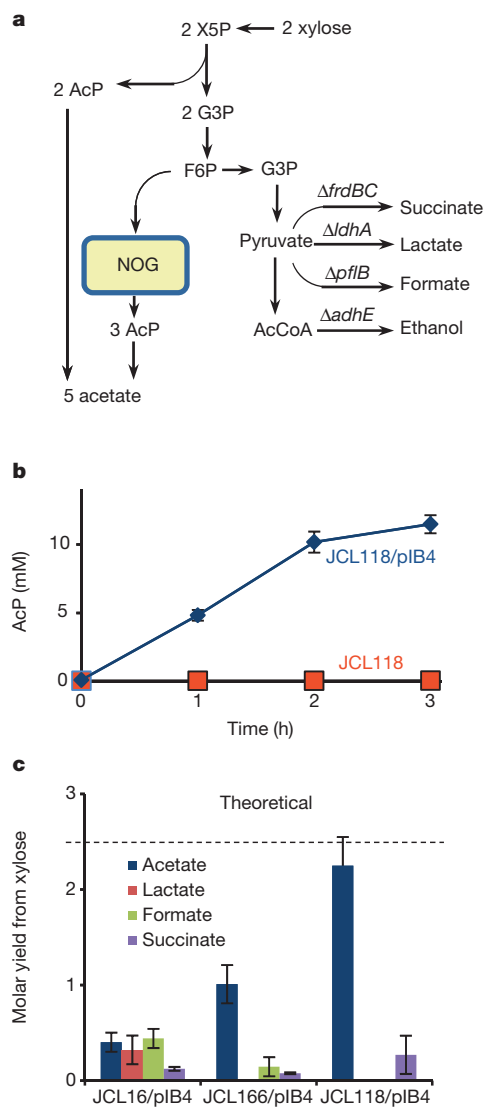 a
2 X5P
2 xylose
2 AcP
2 G3P
F6P
G3P
NOG
Pyruvate
ΔfrdBC
Succinate
ΔldhA
Lactate
ΔpflB
Formate
3 AcP
AcCoA
ΔadhE
Ethanol
5 acetate
b
AcP (mM)
10
5
0
JCL118/pIB4
JCL118
0
1
2
3
Time (h)
c
Molar yield from xylose
3
2
1
0
Theoretical
Acetate
Lactate
Formate
Succinate
JCL16/pIB4
JCL166/pIB4
JCL118/pIB4